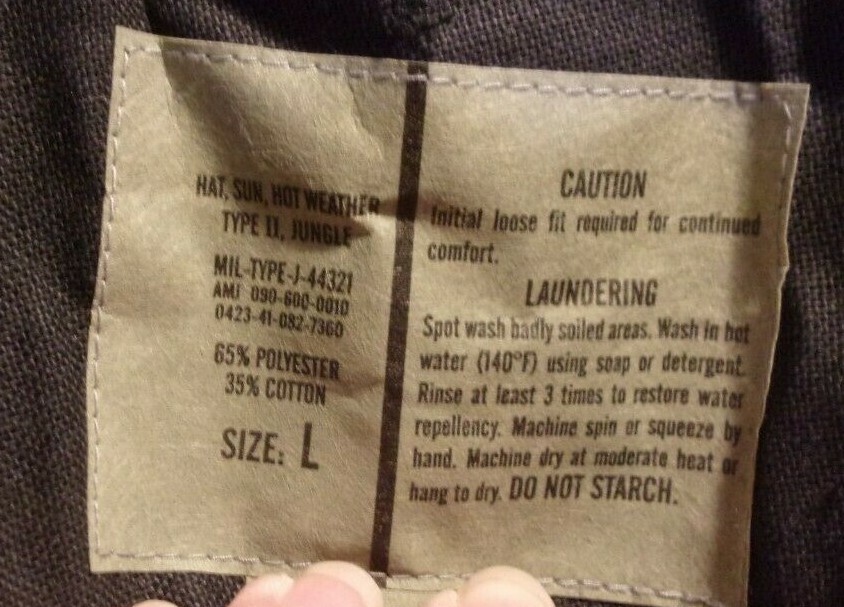 HAT, SUN, HOT WEATHER
TYPE II, JUNGLE
MIL-TYPE-J-44321
AMJ 090-600-0010
0423-41-082-7360
65% POLYESTER
35% COTTON
SIZE: L
CAUTION
Initial loose fit required for continued
comfort.
LAUNDERING
Spot wash badly soiled areas. Wash in hot
water (140°F) using soap or detergent.
Rinse at least 3 times to restore water
repellency. Machine spin or squeeze by
hand. Machine dry at moderate heat or
hang to dry. DO NOT STARCH.